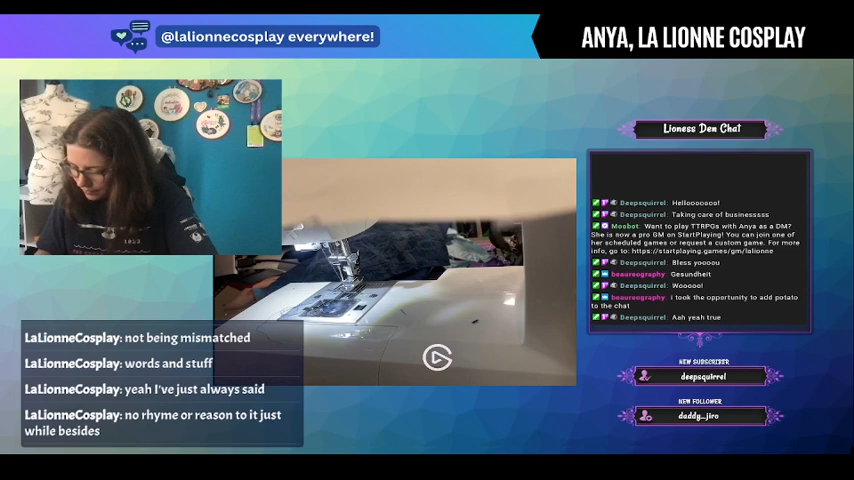 @lalionnecosplay everywhere!
ANYA, LA LIONNE COSPLAY
Lioness Den Chat
Deepsquirrel: Hellooooooo!
Deepsquirrel: Taking care of businesssss
Moobot: Want to play TTRPGs with Anya as a DM?
She is now a pro GM on StartPlaying! You can join one of
her scheduled games or request a custom game. For more
info, go to: https://startplaying.games/gm/lalionne
Deepsquirrel: Bless yoooou
beaureography: Gesundheit
Deepsquirrel: Wooooo!
beaureography: i took the opportunity to add potato
to the chat
Deepsquirrel: Aah yeah true
NEW SUBSCRIBER
deepsquirrel
NEW FOLLOWER
daddy_jiro
LaLionneCosplay: not being mismatched
LaLionneCosplay: words and stuff
LaLionneCosplay: yeah I've just always said
LaLionneCosplay: no rhyme or reason to it just
while besides